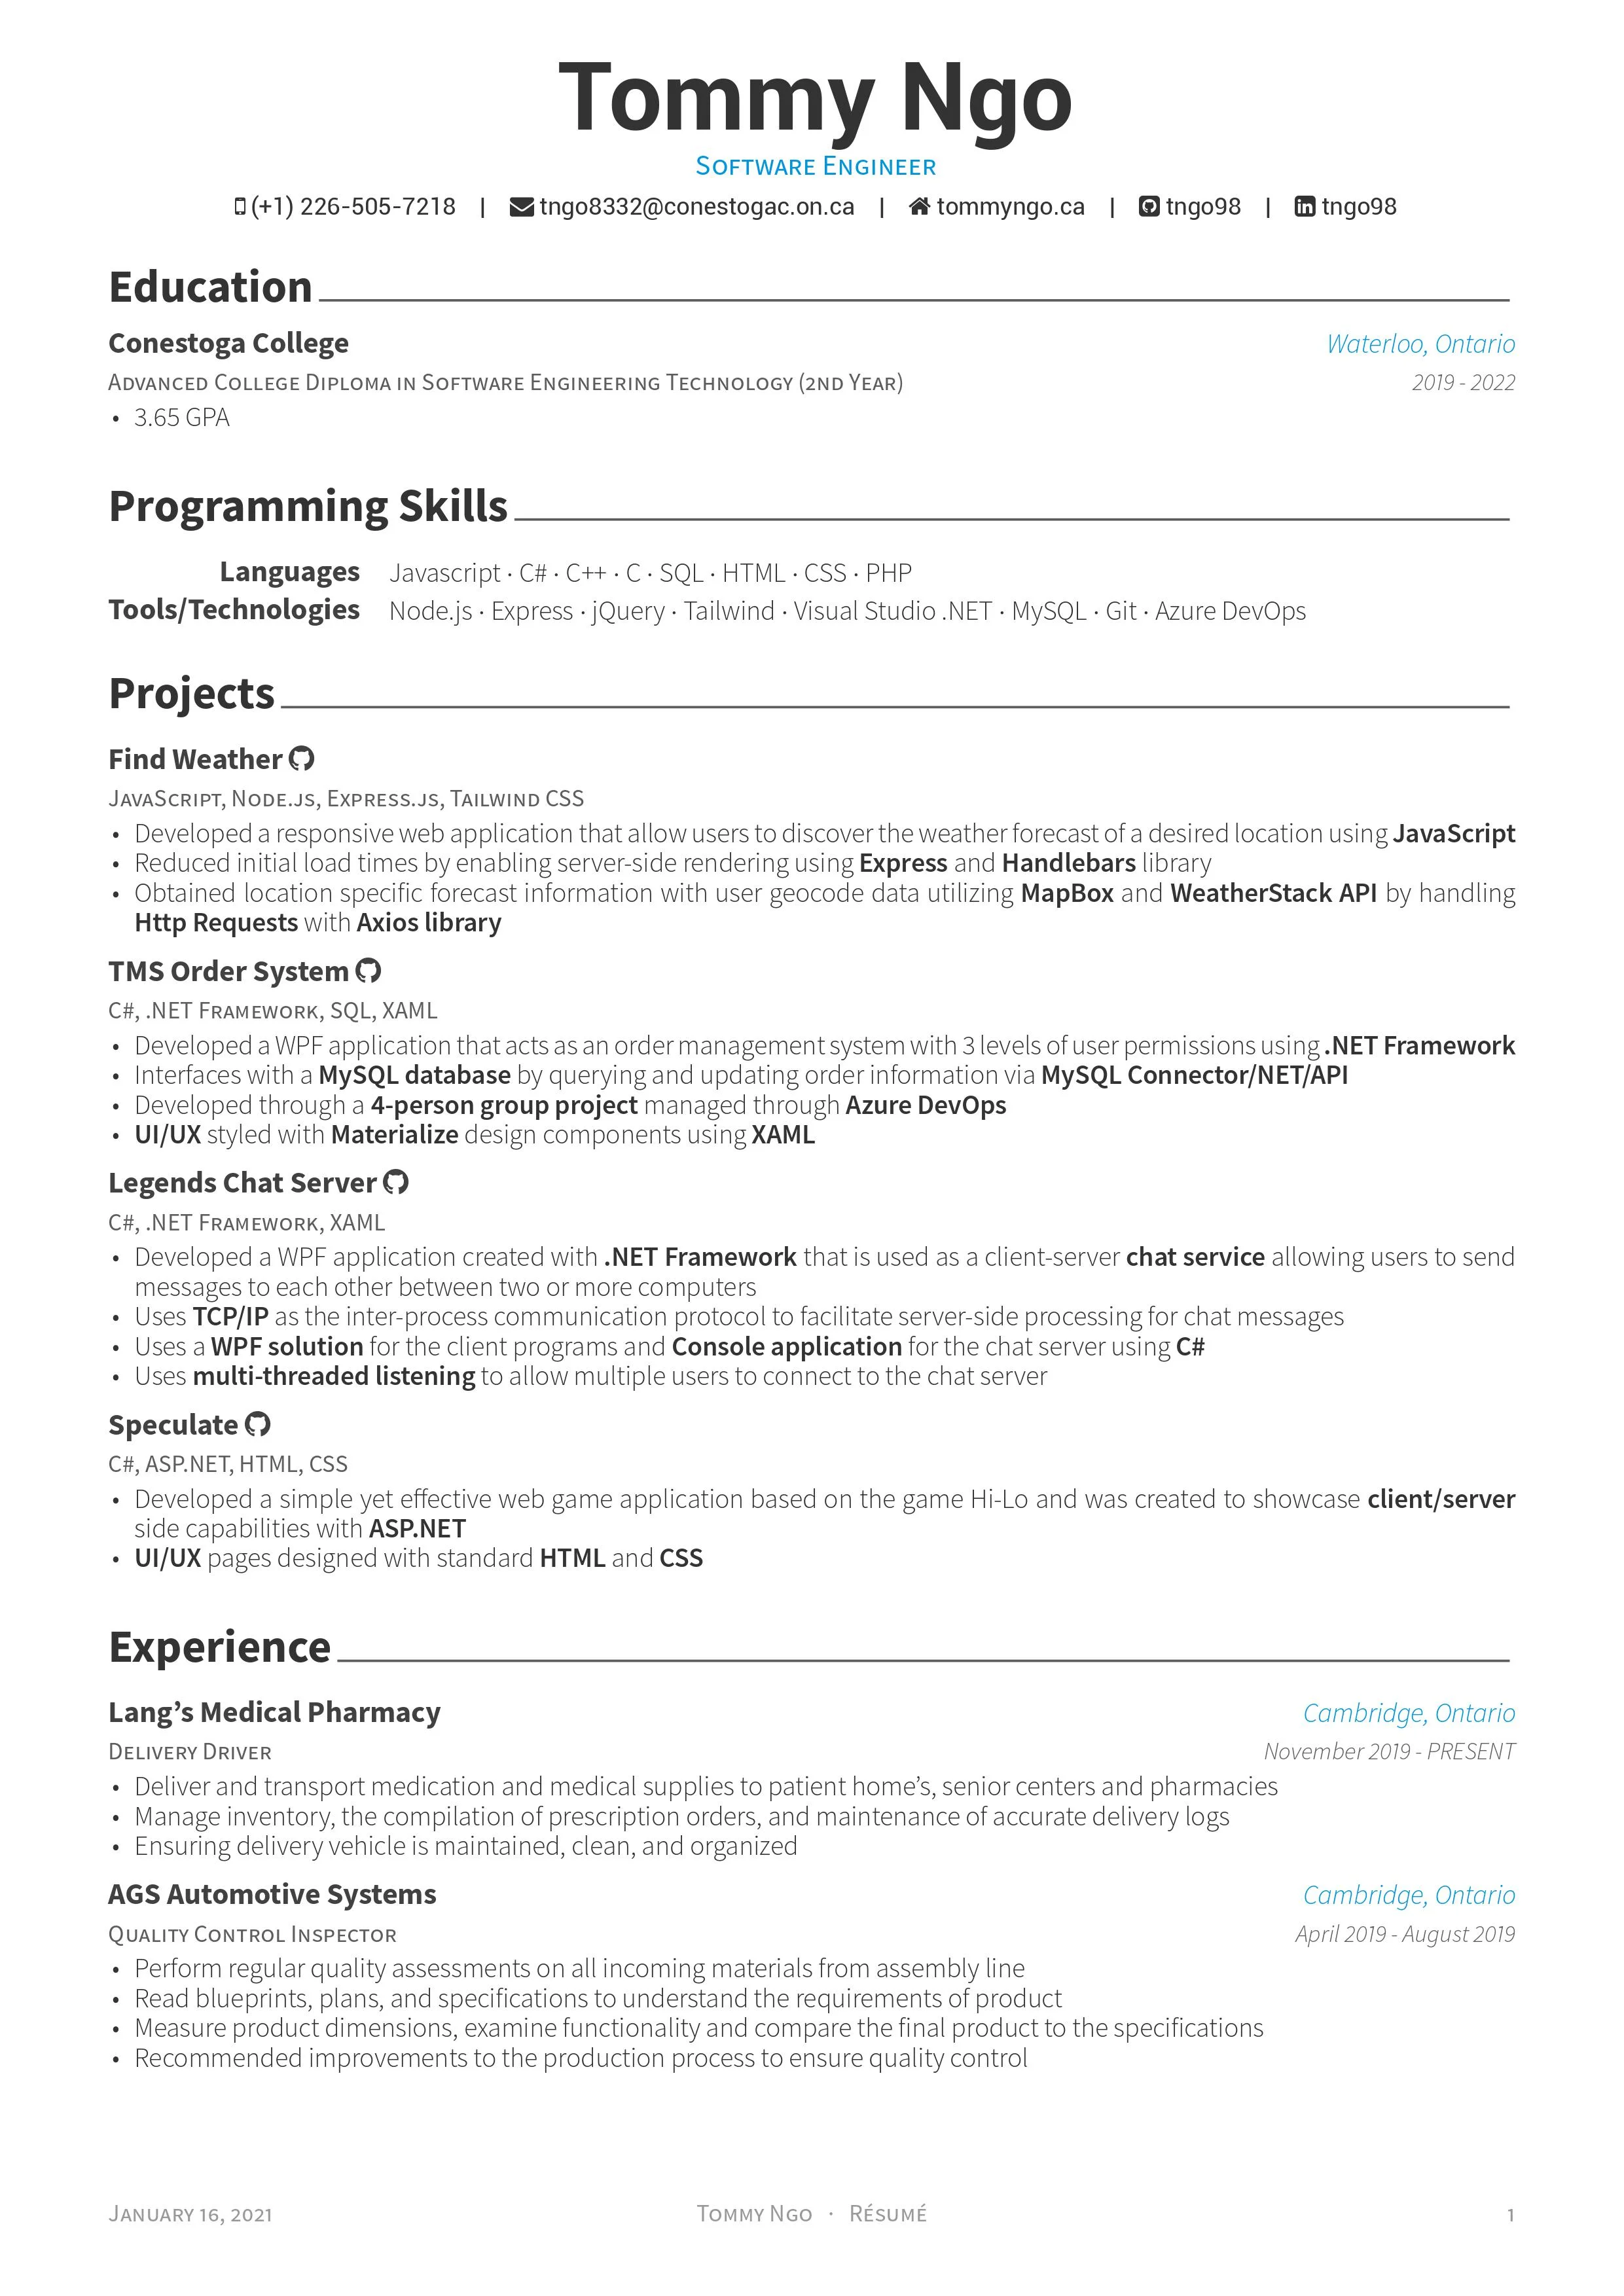 Tommy Ngo
Software Engineer
(+1) 226-505-7218 | tngo8332@conestogac.on.ca | tommyngo.ca | tngo98 | tngo98
Education
Conestoga College Waterloo, Ontario
Advanced College Diploma in Software Engineering Technology (2nd Year) 2019 - 2022
• 3.65 GPA
Programming Skills
Languages Javascript · C# · C++ · C · SQL · HTML · CSS · PHP
Tools/Technologies Node.js · Express · jQuery · Tailwind · Visual Studio .NET · MySQL · Git · Azure DevOps
Projects
Find Weather
JavaScript, Node.js, Express.js, Tailwind CSS
• Developed a responsive web application that allow users to discover the weather forecast of a desired location using JavaScript
• Reduced initial load times by enabling server-side rendering using Express and Handlebars library
• Obtained location specific forecast information with user geocode data utilizing MapBox and WeatherStack API by handling
Http Requests with Axios library
TMS Order System
C#, .NET Framework, SQL, XAML
• Developed a WPF application that acts as an order management system with 3 levels of user permissions using .NET Framework
• Interfaces with a MySQL database by querying and updating order information via MySQL Connector/NET/API
• Developed through a 4-person group project managed through Azure DevOps
• UI/UX styled with Materialize design components using XAML
Legends Chat Server
C#, .NET Framework, XAML
• Developed a WPF application created with .NET Framework that is used as a client-server chat service allowing users to send
messages to each other between two or more computers
• Uses TCP/IP as the inter-process communication protocol to facilitate server-side processing for chat messages
• Uses a WPF solution for the client programs and Console application for the chat server using C#
• Uses multi-threaded listening to allow multiple users to connect to the chat server
Speculate
C#, ASP.NET, HTML, CSS
• Developed a simple yet effective web game application based on the game Hi-Lo and was created to showcase client/server
side capabilities with ASP.NET
• UI/UX pages designed with standard HTML and CSS
Experience
Lang’s Medical Pharmacy Cambridge, Ontario
Delivery Driver November 2019 - PRESENT
• Deliver and transport medication and medical supplies to patient home’s, senior centers and pharmacies
• Manage inventory, the compilation of prescription orders, and maintenance of accurate delivery logs
• Ensuring delivery vehicle is maintained, clean, and organized
AGS Automotive Systems Cambridge, Ontario
Quality Control Inspector April 2019 - August 2019
• Perform regular quality assessments on all incoming materials from assembly line
• Read blueprints, plans, and specifications to understand the requirements of product
• Measure product dimensions, examine functionality and compare the final product to the specifications
• Recommended improvements to the production process to ensure quality control
January 16, 2021 Tommy Ngo · Résumé 1